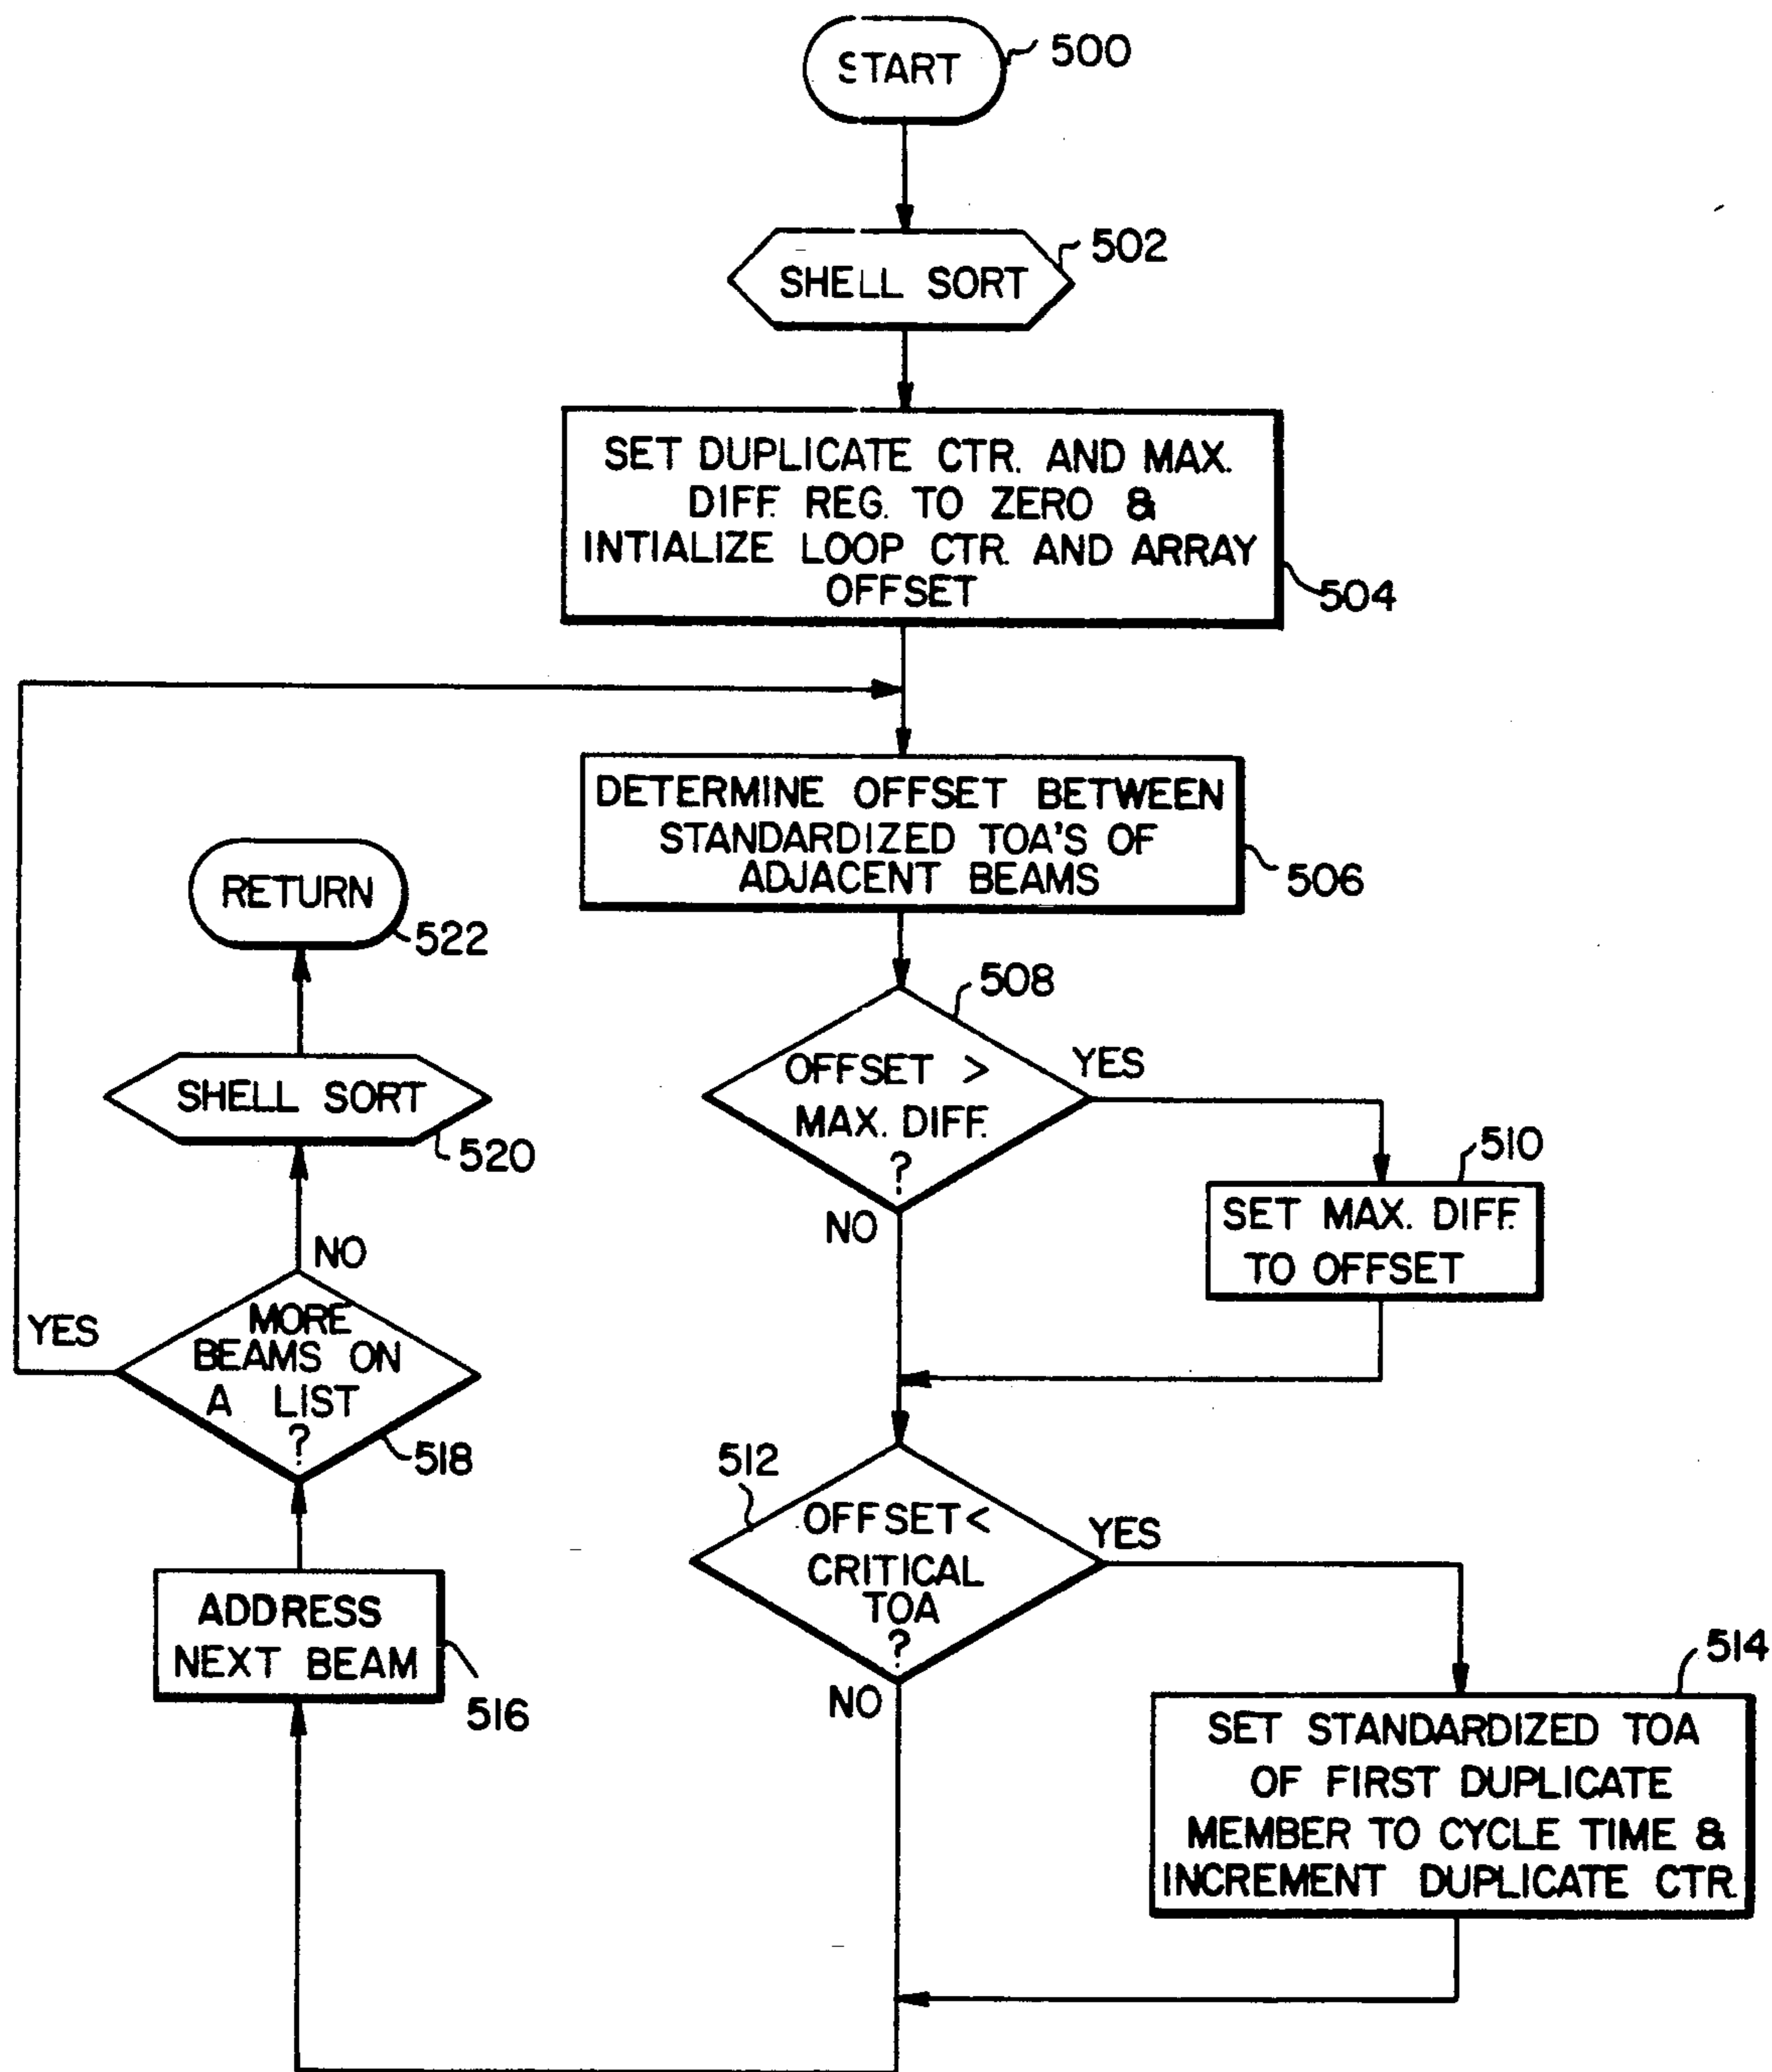 START
500
SHELL SORT
502
SET DUPLICATE CTR. AND MAX.
DIFF. REG. TO ZERO &
INTIALIZE LOOP CTR. AND ARRAY
OFFSET
504
DETERMINE OFFSET BETWEEN
STANDARDIZED TOA'S OF
ADJACENT BEAMS
506
OFFSET >
MAX. DIFF.
?
508
YES
NO
SET MAX. DIFF.
TO OFFSET
510
OFFSET <
CRITICAL
TOA
?
512
YES
NO
SET STANDARDIZED TOA
OF FIRST DUPLICATE
MEMBER TO CYCLE TIME &
INCREMENT DUPLICATE CTR.
514
ADDRESS
NEXT BEAM
516
MORE
BEAMS ON
A LIST
?
518
YES
NO
SHELL SORT
520
RETURN
522